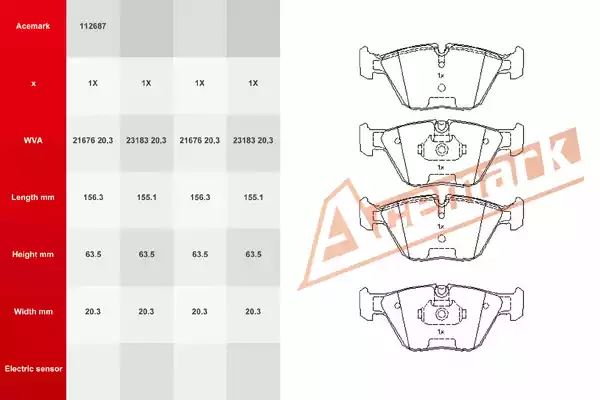 Acemark 112687
x 1X 1X 1X 1X
WVA 21676 20,3 23183 20,3 21676 20,3 23183 20,3
Length mm 156.3 155.1 156.3 155.1
Height mm 63.5 63.5 63.5 63.5
Width mm 20.3 20.3 20.3 20.3
Electric sensor
1x
1x
1x
1x
Acemark